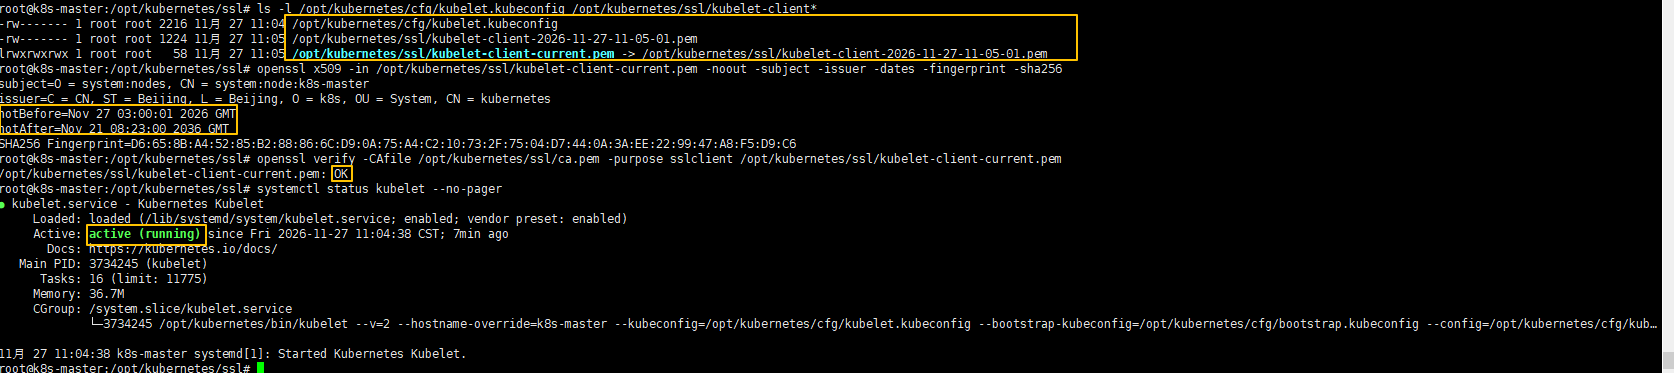 root@k8s-master:/opt/kubernetes/ssl# ls -l /opt/kubernetes/cfg/kubelet.kubeconfig /opt/kubernetes/ssl/kubelet-client*
-rw------- 1 root root 2216 11月 27 11:04 /opt/kubernetes/cfg/kubelet.kubeconfig
-rw------- 1 root root 1224 11月 27 11:05 /opt/kubernetes/ssl/kubelet-client-2026-11-27-11-05-01.pem
lrwxrwxrwx 1 root root   58 11月 27 11:05 /opt/kubernetes/ssl/kubelet-client-current.pem -> /opt/kubernetes/ssl/kubelet-client-2026-11-27-11-05-01.pem
root@k8s-master:/opt/kubernetes/ssl# openssl x509 -in /opt/kubernetes/ssl/kubelet-client-current.pem -noout -subject -issuer -dates -fingerprint -sha256
subject=O = system:nodes, CN = system:node:k8s-master
issuer=C = CN, ST = Beijing, L = Beijing, O = k8s, OU = System, CN = kubernetes
notBefore=Nov 27 03:00:01 2026 GMT
notAfter=Nov 21 08:23:00 2036 GMT
SHA256 Fingerprint=D6:65:8B:A4:52:85:B2:88:86:6C:D9:0A:75:A4:C2:10:73:2F:75:04:D7:44:0A:3A:EE:22:99:47:A8:F5:D9:C6
root@k8s-master:/opt/kubernetes/ssl# openssl verify -CAfile /opt/kubernetes/ssl/ca.pem -purpose sslclient /opt/kubernetes/ssl/kubelet-client-current.pem
/opt/kubernetes/ssl/kubelet-client-current.pem: OK
root@k8s-master:/opt/kubernetes/ssl# systemctl status kubelet --no-pager
● kubelet.service - Kubernetes Kubelet
     Loaded: loaded (/lib/systemd/system/kubelet.service; enabled; vendor preset: enabled)
     Active: active (running) since Fri 2026-11-27 11:04:38 CST; 7min ago
       Docs: https://kubernetes.io/docs/
   Main PID: 3734245 (kubelet)
      Tasks: 16 (limit: 11775)
     Memory: 36.7M
     CGroup: /system.slice/kubelet.service
             └─3734245 /opt/kubernetes/bin/kubelet --v=2 --hostname-override=k8s-master --kubeconfig=/opt/kubernetes/cfg/kubelet.kubeconfig --bootstrap-kubeconfig=/opt/kubernetes/cfg/bootstrap.kubeconfig --config=/opt/kubernetes/cfg/kub…
11月 27 11:04:38 k8s-master systemd[1]: Started Kubernetes Kubelet.
root@k8s-master:/opt/kubernetes/ssl#